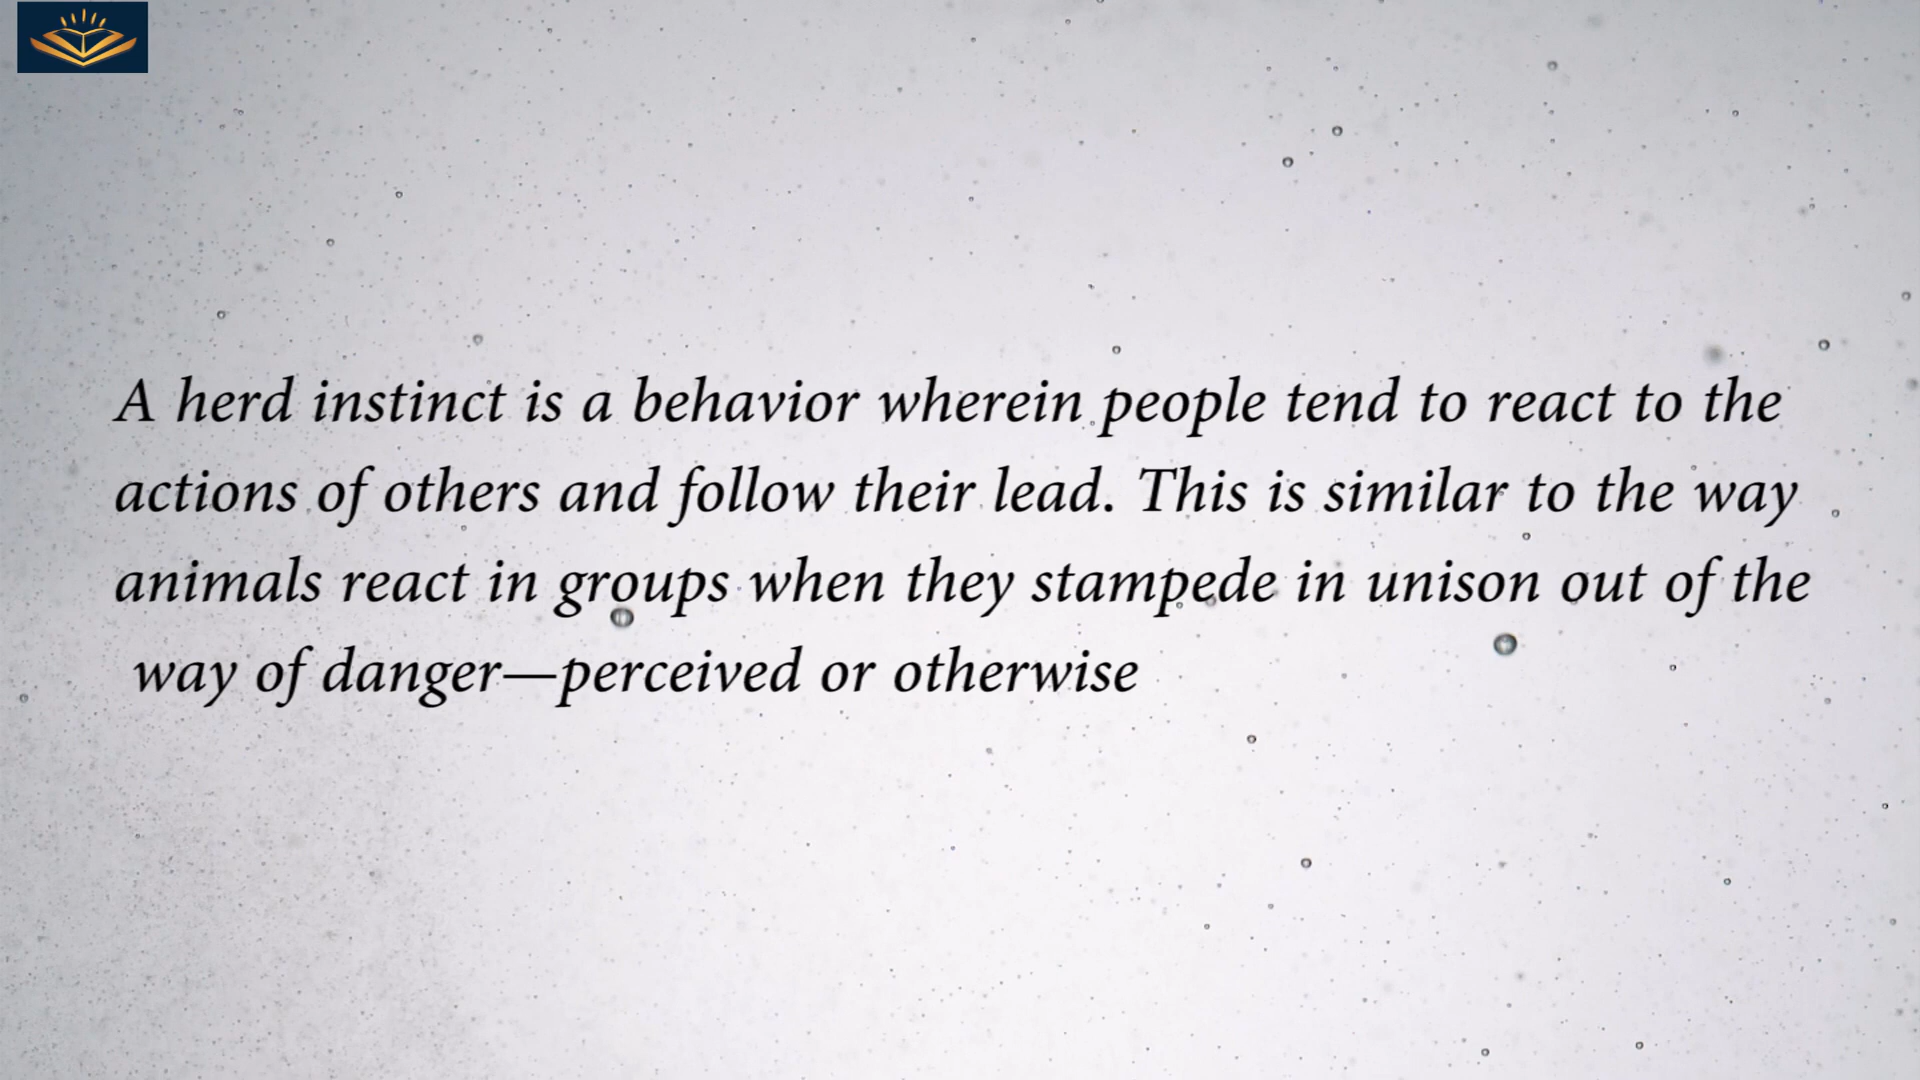 A herd instinct is a behavior wherein people tend to react to the
actions of others and follow their lead. This is similar to the way
animals react in groups when they stampede in unison out of the
way of danger—perceived or otherwise